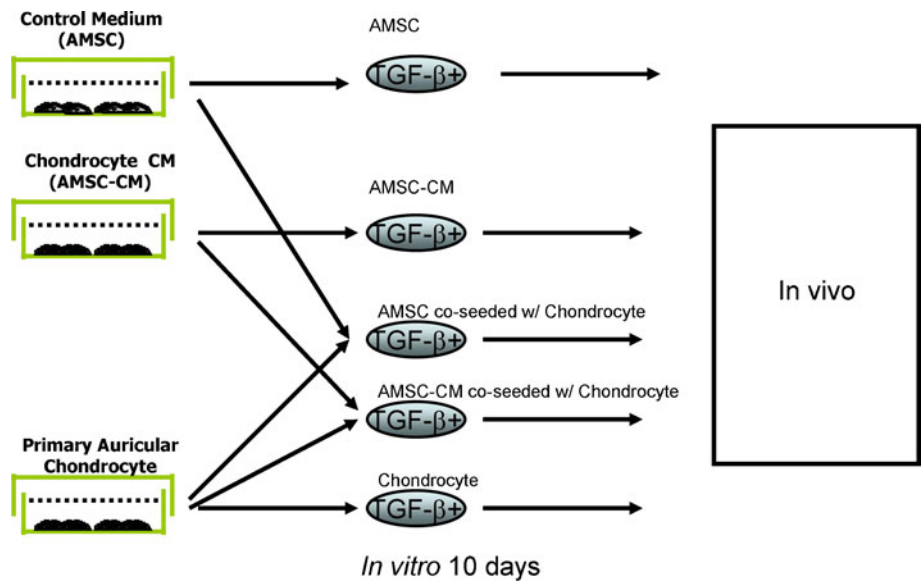 Control Medium
(AMSC)
AMSC
TGF-β+
Chondrocyte CM
(AMSC-CM)
AMSC-CM
TGF-β+
In vivo
AMSC co-seeded w/ Chondrocyte
TGF-β+
AMSC-CM co-seeded w/ Chondrocyte
TGF-β+
Primary Auricular
Chondrocyte
Chondrocyte
TGF-β+
In vitro 10 days